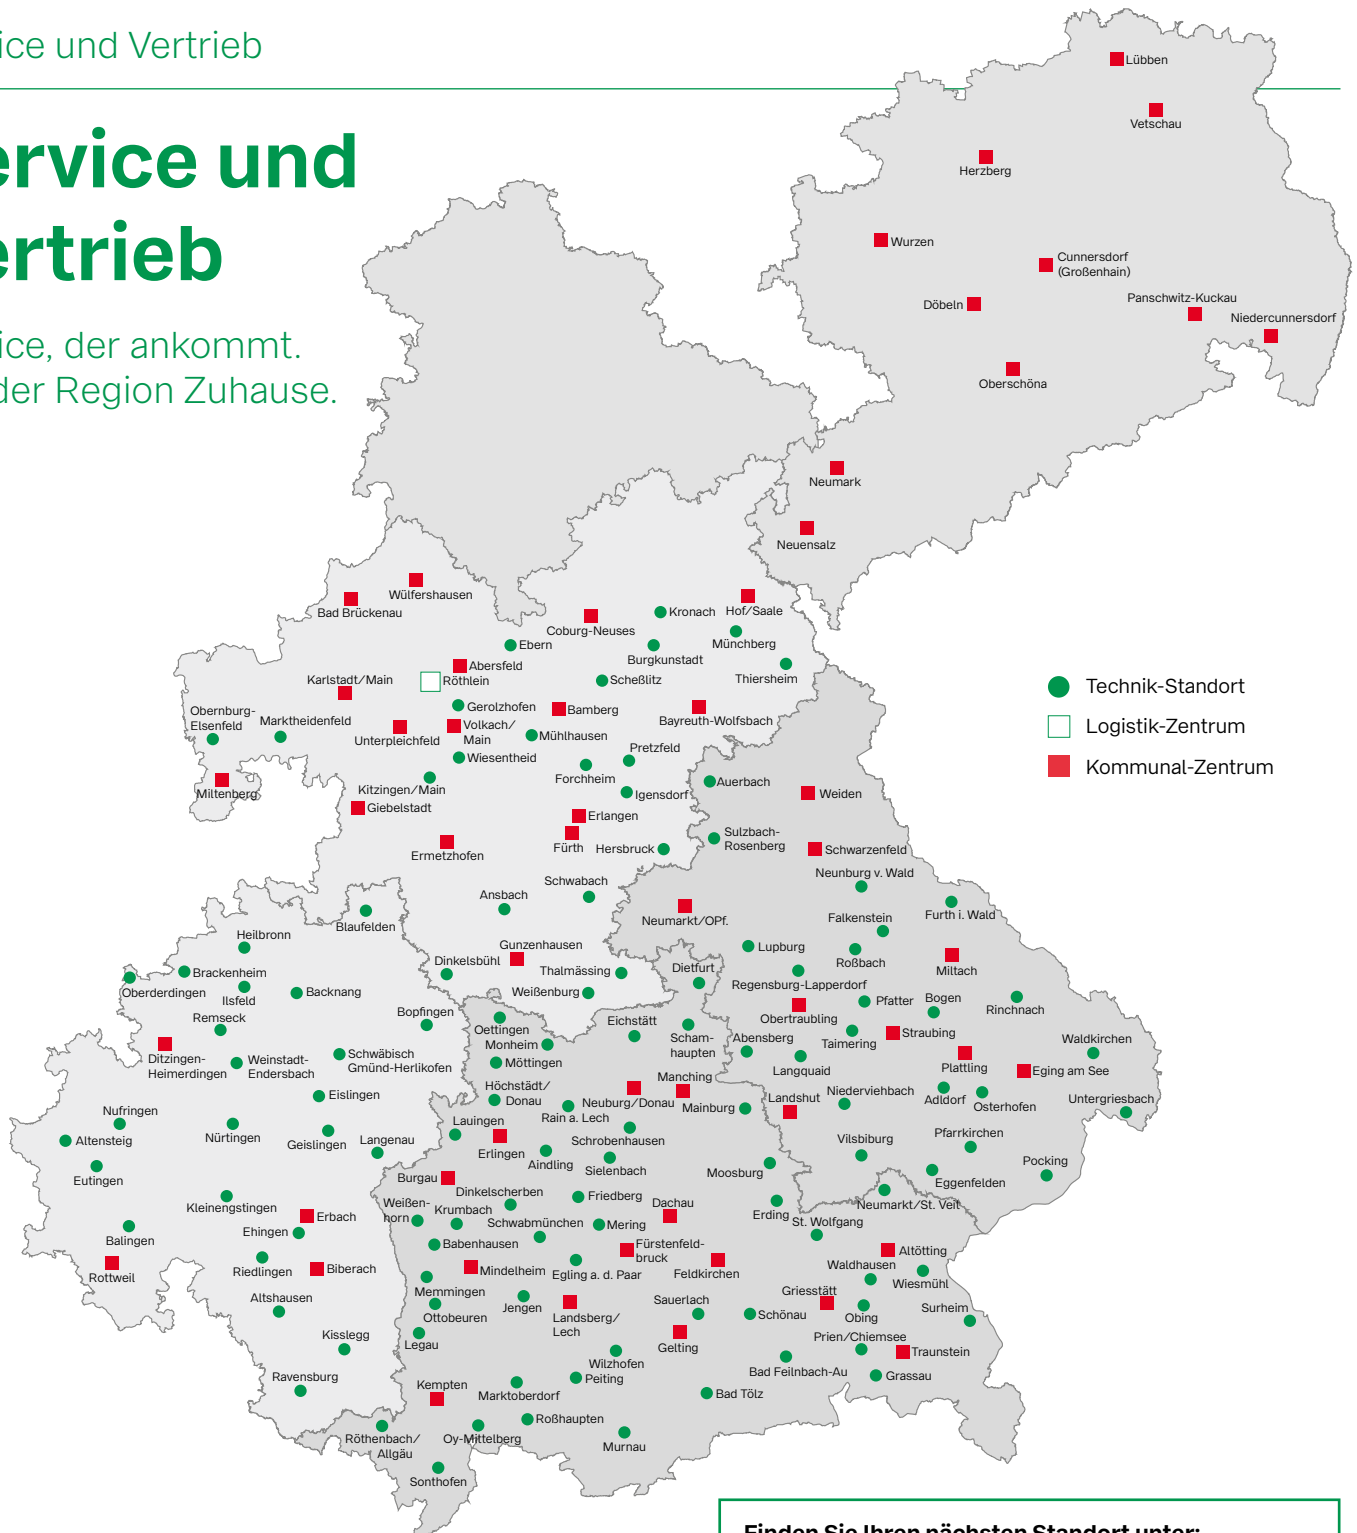 ice und Vertrieb
ervice und
ertrieb
ice, der ankommt.
der Region Zuhause.
Lübben
Vetschau
Herzberg
Wurzen
Cunnersdorf
(Großenhain)
Döbeln
Panschwitz-Kuckau
Niedercunnersdorf
Oberschöna
Neumark
Neuensalz
Wülfershausen
Bad Brückenau
Coburg-Neuses
Kronach
Hof/Saale
Münchberg
Ebern
Burgkunstadt
Thiersheim
Abersfeld
Röthlein
Karlstadt/Main
Scheßlitz
Gerolzhofen
Bamberg
Bayreuth-Wolfsbach
Obernburg-
Elsenfeld
Marktheidenfeld
Unterpleichfeld
Volkach/
Main
Mühlhausen
Wiesentheid
Pretzfeld
Forchheim
Kitzingen/Main
Miltenberg
Giebelstadt
Igensdorf
Auerbach
Weiden
Erlangen
Fürth
Hersbruck
Ermetzhofen
Sulzbach-
Rosenberg
Schwarzenfeld
Neunburg v. Wald
Schwabach
Ansbach
Blaufelden
Neumarkt/OPf.
Falkenstein
Furth i. Wald
Heilbronn
Gunzenhausen
Dinkelsbühl
Thalmässing
Weißenburg
Dietfurt
Lupburg
Roßbach
Miltach
Brackenheim
Oberderdingen
Ilsfeld
Backnang
Regensburg-Lapperdorf
Pfatter
Bogen
Rinchnach
Remseck
Bopfingen
Oettingen
Monheim
Eichstätt
Scham-
haupten
Obertraubling
Abensberg
Taimering
Straubing
Waldkirchen
Ditzingen-
Heimerdingen
Weinstadt-
Endersbach
Schwäbisch
Gmünd-Herlikofen
Möttingen
Langquaid
Plattling
Eging am See
Eislingen
Höchstädt/
Donau
Rain a. Lech
Neuburg/Donau
Manching
Mainburg
Landshut
Niederviehbach
Adldorf
Osterhofen
Untergriesbach
Nufringen
Altensteig
Nürtingen
Geislingen
Langenau
Lauingen
Erlingen
Schrobenhausen
Aindling
Sielenbach
Vilsbiburg
Pfarrkirchen
Pocking
Eutingen
Burgau
Moosburg
Eggenfelden
Kleinengstingen
Erbach
Ehingen
Weißen-
horn
Dinkelscherben
Krumbach
Friedberg
Dachau
Erding
Neumarkt/St. Veit
Balingen
Schwabmünchen
Mering
St. Wolfgang
Rottweil
Riedlingen
Biberach
Babenhausen
Mindelheim
Egling a. d. Paar
Fürstenfeld-
bruck
Feldkirchen
Altötting
Waldhausen
Wiesmühl
Altshausen
Memmingen
Ottobeuren
Jengen
Landsberg/
Lech
Sauerlach
Schönau
Griesstätt
Obing
Surheim
Kisslegg
Legau
Gelting
Prien/Chiemsee
Traunstein
Wilzhofen
Peiting
Bad Feilnbach-Au
Grassau
Ravensburg
Kempten
Marktoberdorf
Bad Tölz
Roßhaupten
Röthenbach/
Allgäu
Oy-Mittelberg
Murnau
Sonthofen
Technik-Standort
Logistik-Zentrum
Kommunal-Zentrum
Finden Sie Ihren nächsten Standort unter: